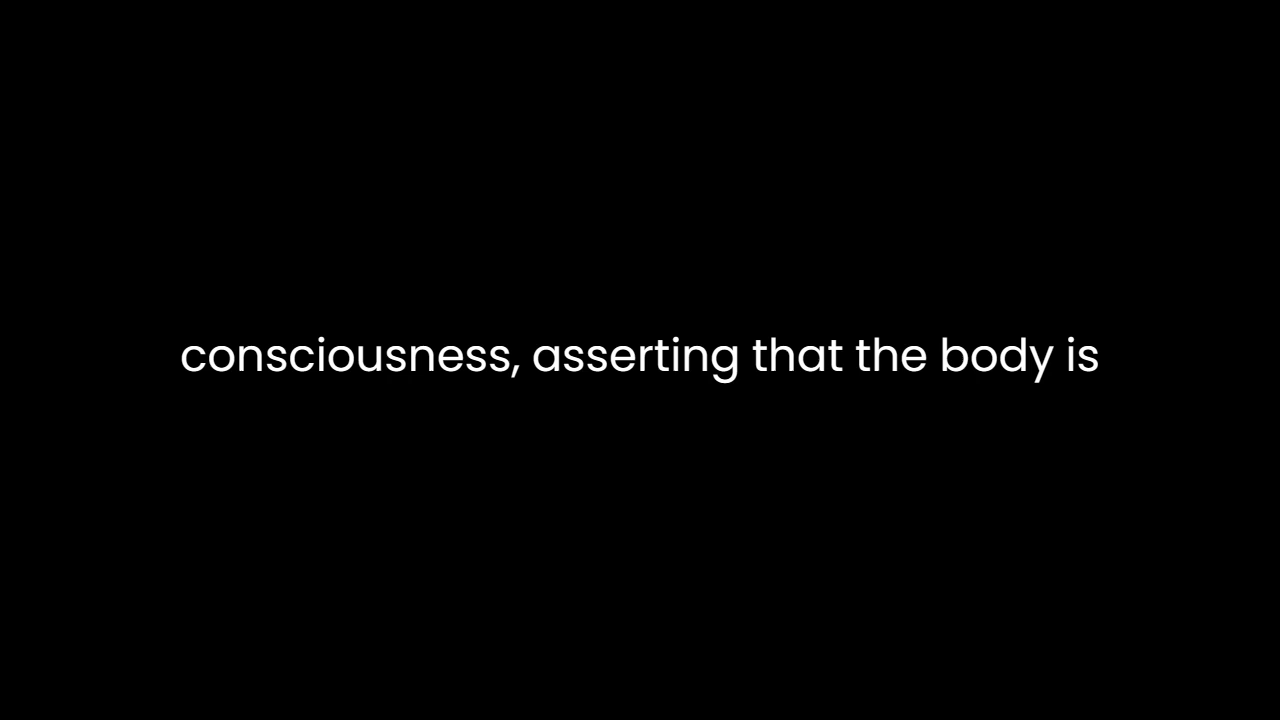 consciousness, asserting that the body is